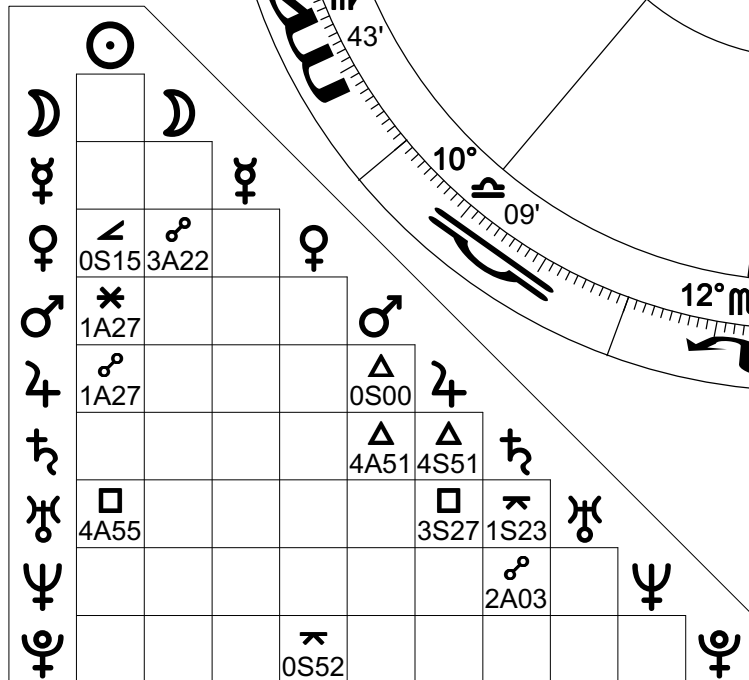 43'
10°
♎
09'
12° ♏
☉
☽ ☽
☿ ☿
♀ ∠ ☍ ♀
0S15 3A22
♂ ⚹ ♂
1A27
♃ ☍ △ ♃
1A27 0S00
♄ △ △ ♄
4A51 4S51
♅ □ □ ⚻ ♅
4A55 3S27 1S23
♆ ☍ ♆
2A03
♇ ⚻ ♇
0S52